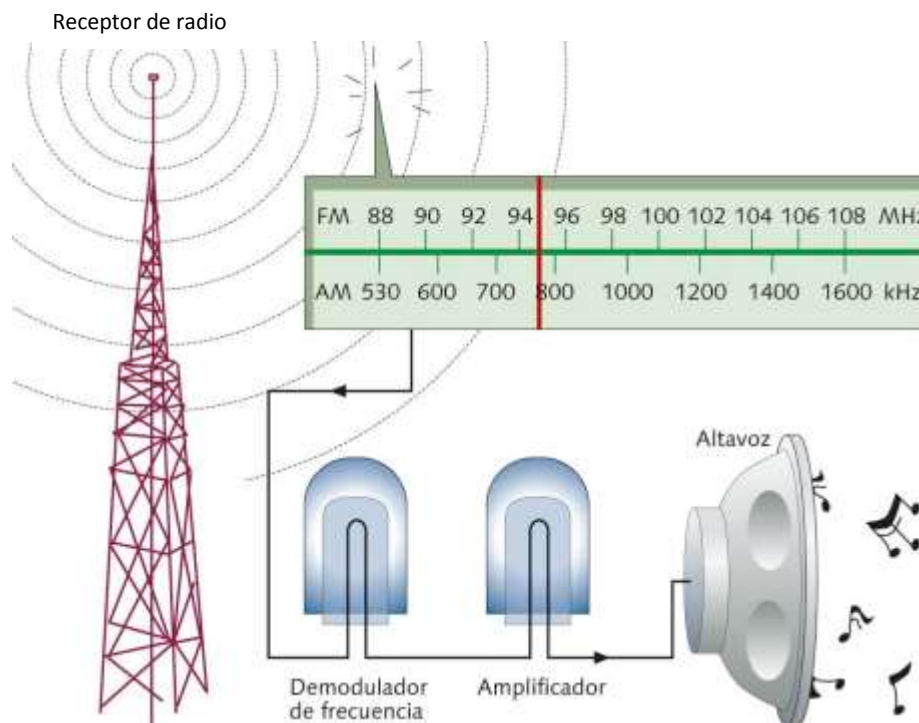 Receptor de radio
FM 88 90 92 94 96 98 100 102 104 106 108 MHz
AM 530 600 700 800 1000 1200 1400 1600 kHz
Altavoz
Demodulador
de frecuencia
Amplificador